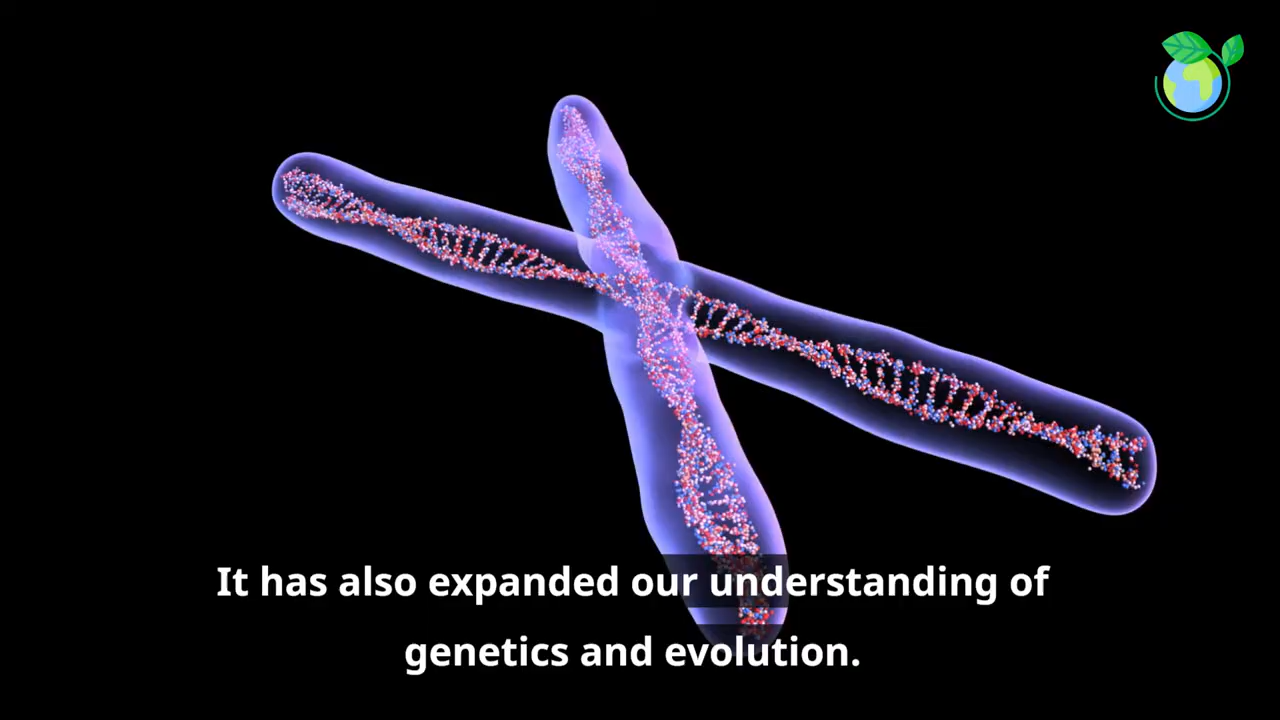 It has also expanded our understanding of
genetics and evolution.